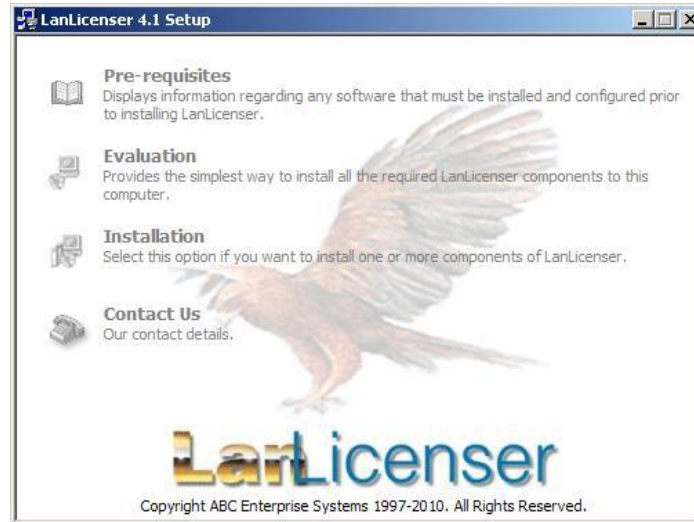 LanLicenser 4.1 Setup
Pre-requisites
Displays information regarding any software that must be installed and configured prior
to installing LanLicenser.
Evaluation
Provides the simplest way to install all the required LanLicenser components to this
computer.
Installation
Select this option if you want to install one or more components of LanLicenser.
Contact Us
Our contact details.
LanLicenser
Copyright ABC Enterprise Systems 1997-2010. All Rights Reserved.